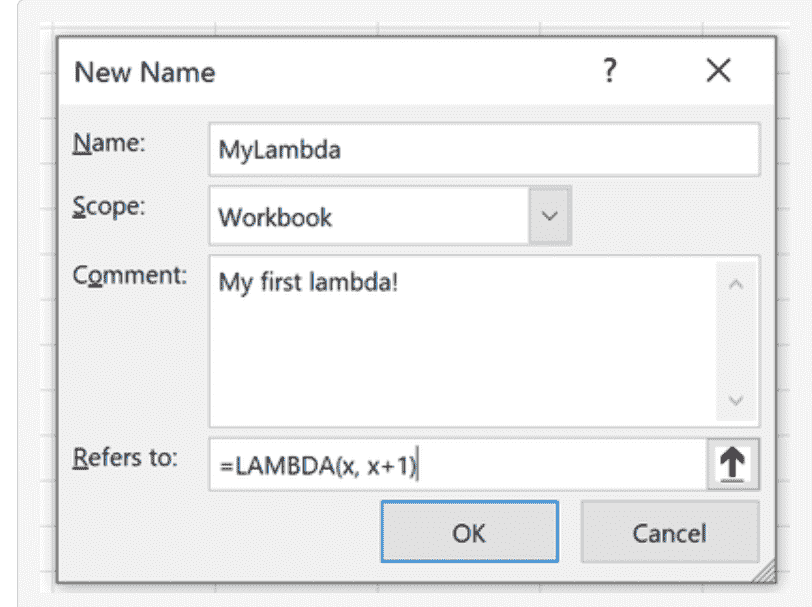 New Name ?
Name: MyLambda
Scope: Workbook
Comment: My first lambda!
Refers to: =LAMBDA(x, x+1)
OK Cancel